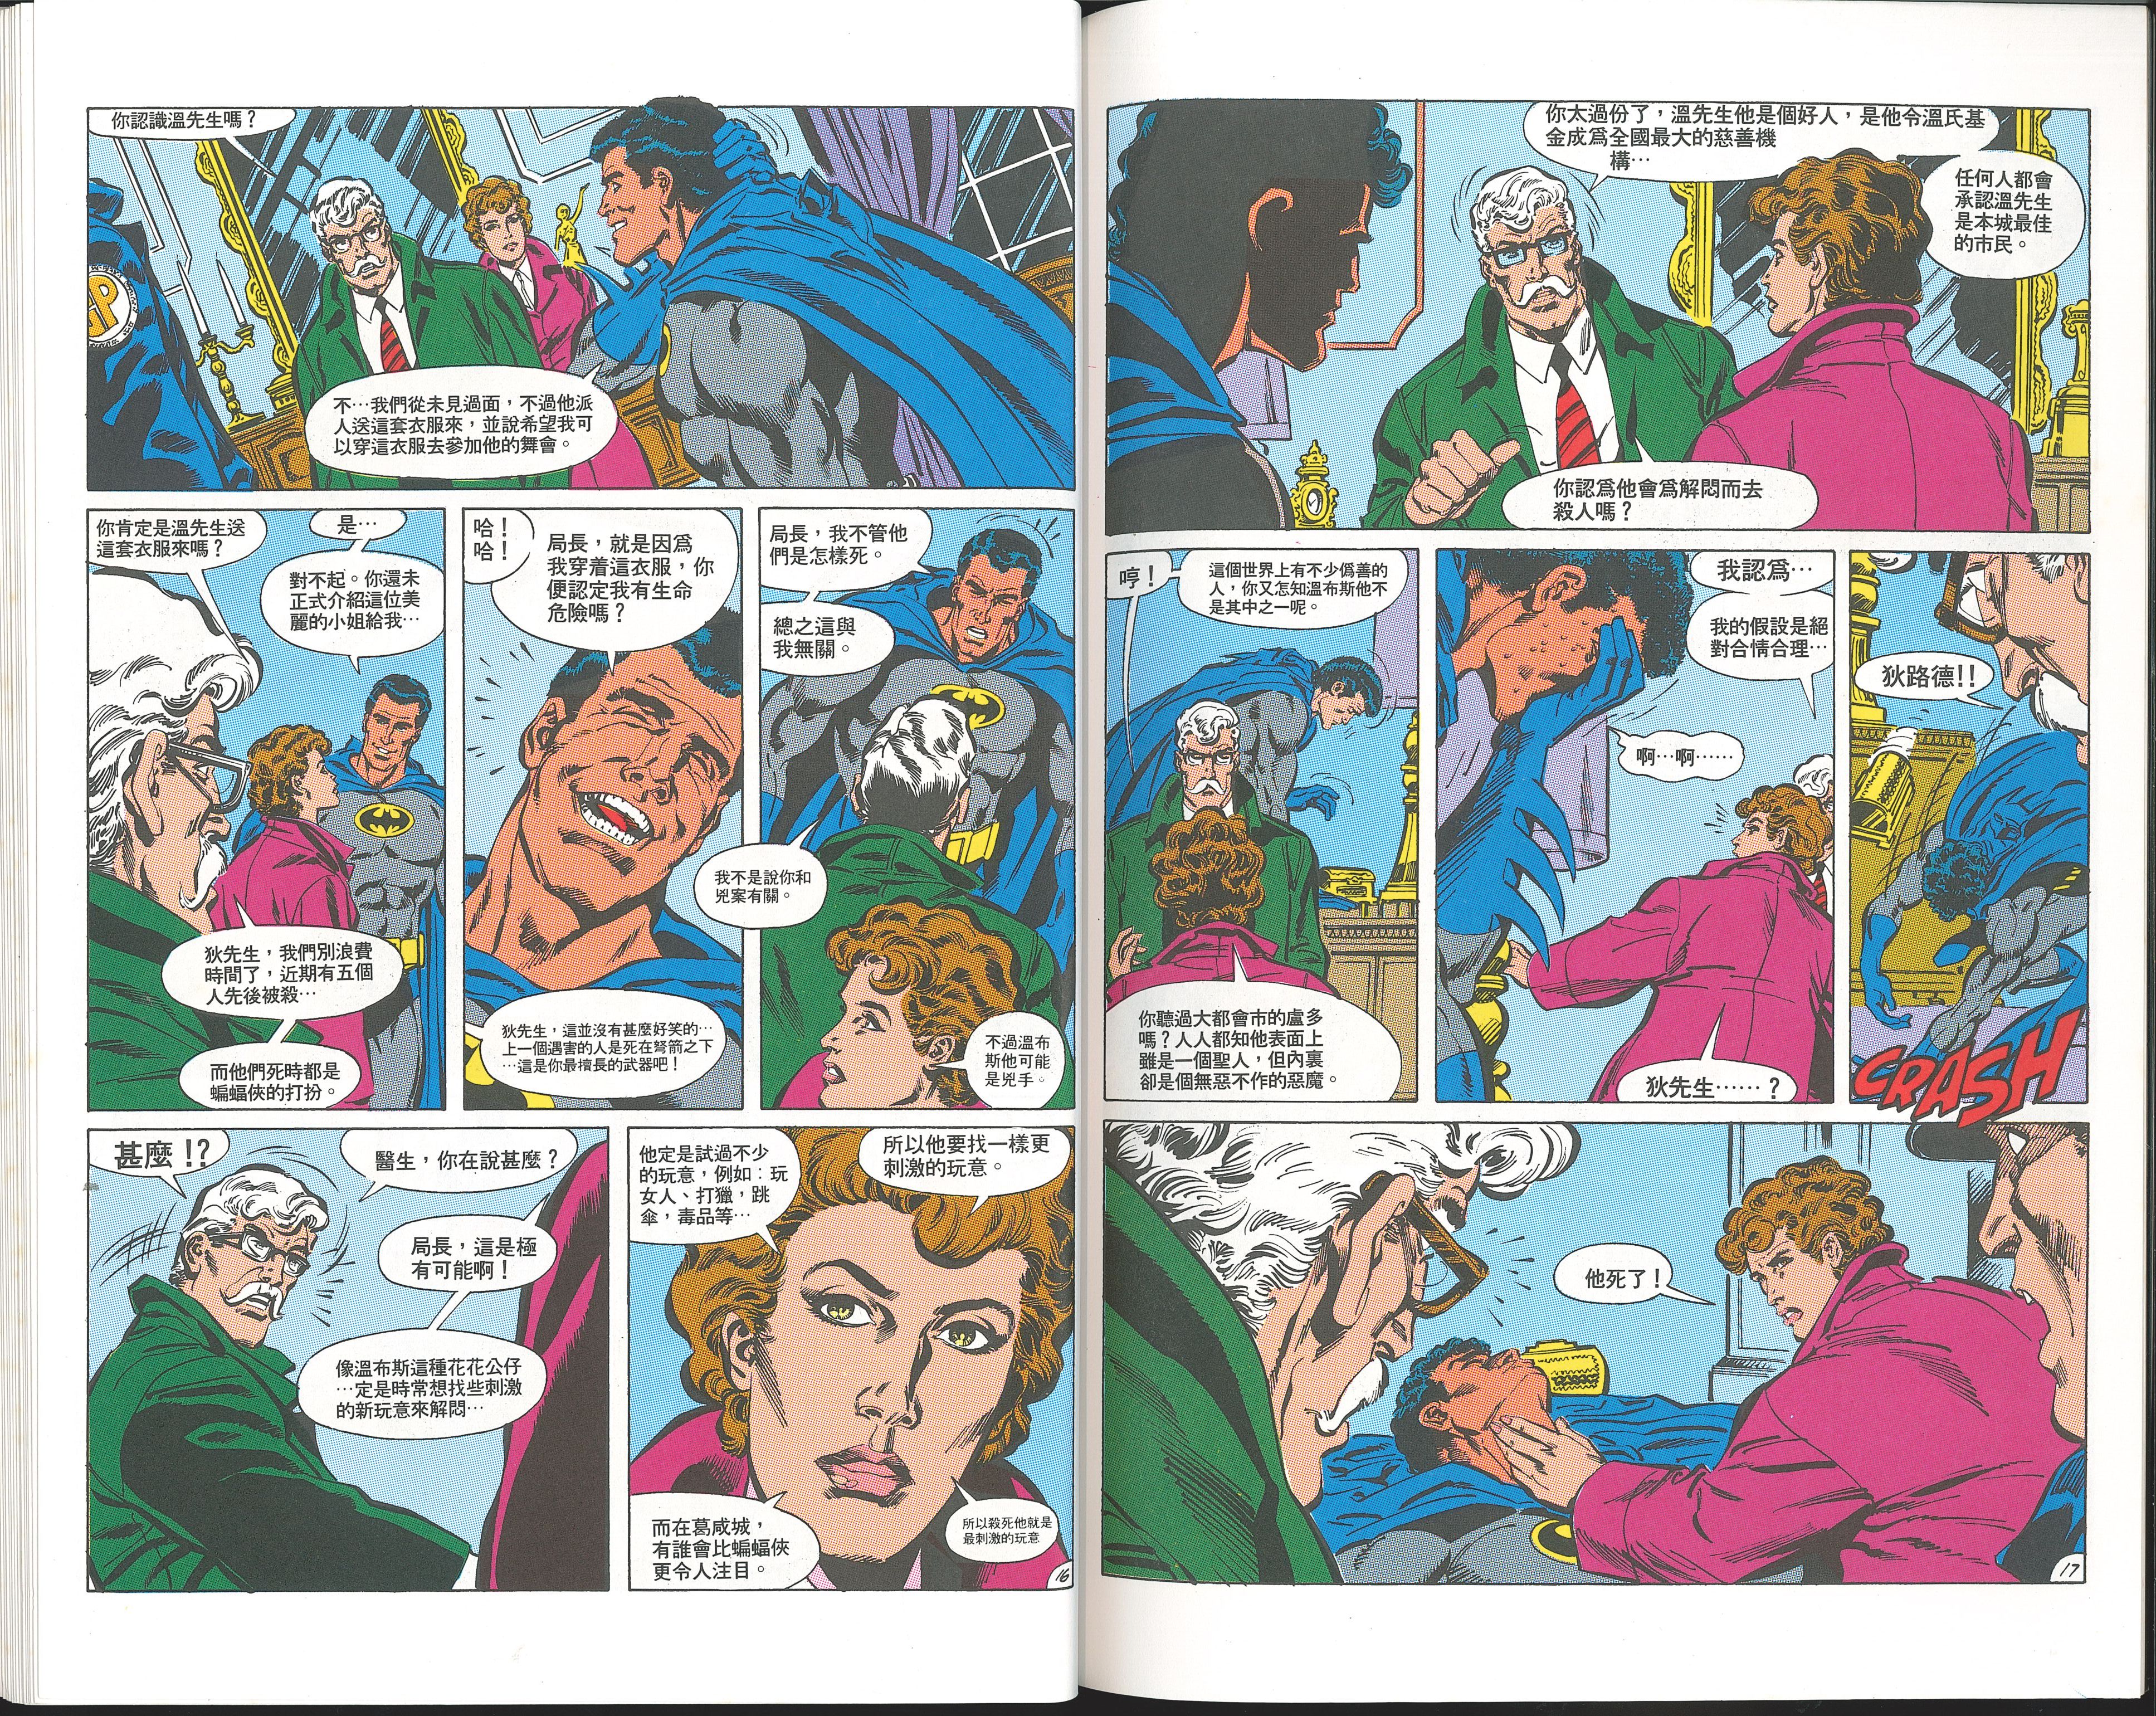 你認識溫先生嗎？
GP
不⋯我們從未見過面，不過他派
人送這套衣服來，並說希望我可
以穿這衣服去參加他的舞會。
你肯定是溫先生送
這套衣服來嗎？
是⋯
對不起。你還未
正式介紹這位美
麗的小姐給我⋯
狄先生，我們別浪費
時間了，近期有五個
人先後被殺⋯
而他們死時都是
蝙蝠俠的打扮。
哈！
哈！
局長，就是因為
我穿着這衣服，你
便認定我有生命
危險嗎？
狄先生，這並沒有甚麼好笑的⋯
上一個遇害的人是死在弩箭之下
⋯這是你最擅長的武器吧！
局長，我不管他
們是怎樣死。
總之這與
我無關。
我不是說你和
兇案有關。
不過溫布
斯他可能
是兇手。
甚麼！？
醫生，你在說甚麼？
局長，這是極
有可能啊！
像溫布斯這種花花公仔
⋯定是時常想找些刺激
的新玩意來解悶⋯
他定是試過不少
的玩意，例如：玩
女人、打獵，跳
傘，毒品等⋯
所以他要找一樣更
刺激的玩意。
而在葛咸城，
有誰會比蝙蝠俠
更令人注目。
所以殺死他就是
最刺激的玩意
16
你太過份了，溫先生他是個好人，是他令溫氏基
金成爲全國最大的慈善機
構⋯
任何人都會
承認溫先生
是本城最佳
的市民。
你認爲他會爲解悶而去
殺人嗎？
哼！
這個世界上有不少僞善的
人，你又怎知溫布斯他不
是其中之一呢。
你聽過大都會市的盧多
嗎？人人都知他表面上
雖是一個聖人，但內裏
卻是個無惡不作的惡魔。
我認爲⋯
我的假設是絕
對合情合理⋯
啊⋯啊⋯⋯
狄先生⋯⋯？
狄路德！！
CRASH
他死了！
17